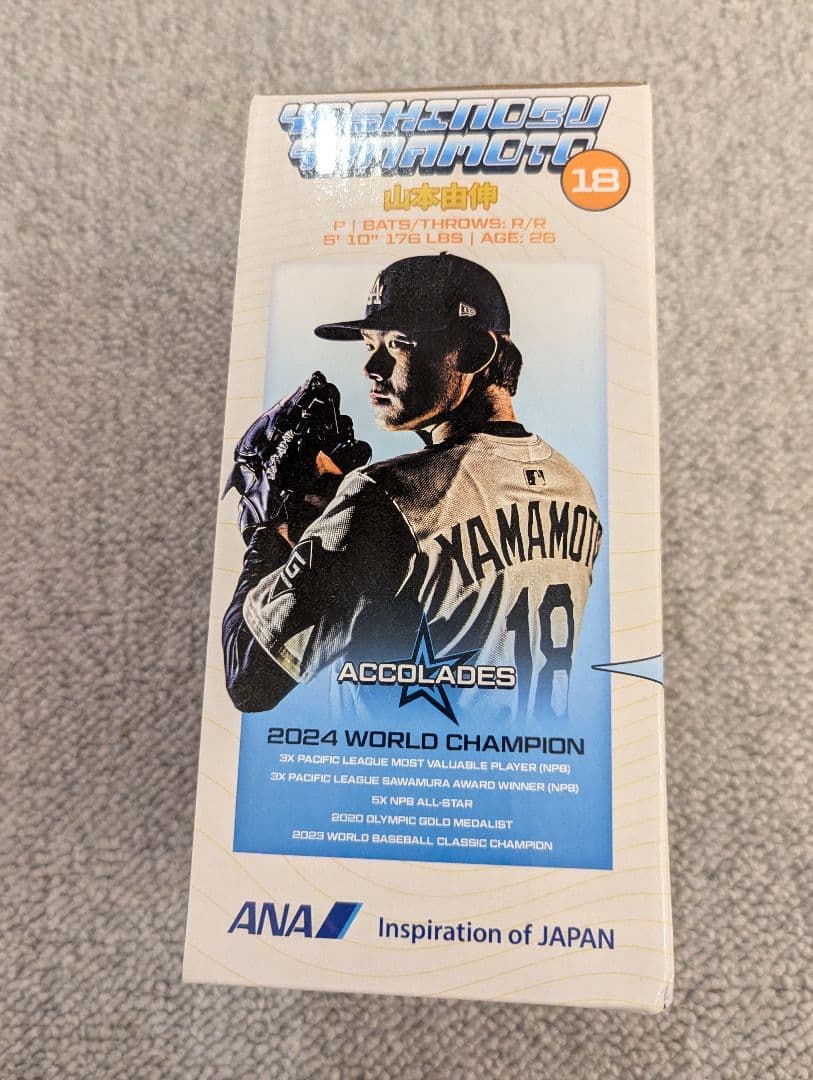 YOSHINOBU
YAMAMOTO
18
山本由伸
P | BATS/THROWS: R/R
5' 10" 176 LBS | AGE: 26
LA
YAMAMOTO
18
ACCOLADES
2024 WORLD CHAMPION
3X PACIFIC LEAGUE MOST VALUABLE PLAYER (NPB)
3X PACIFIC LEAGUE SAWAMURA AWARD WINNER (NPB)
5X NPB ALL-STAR
2020 OLYMPIC GOLD MEDALIST
2023 WORLD BASEBALL CLASSIC CHAMPION
ANA Inspiration of JAPAN